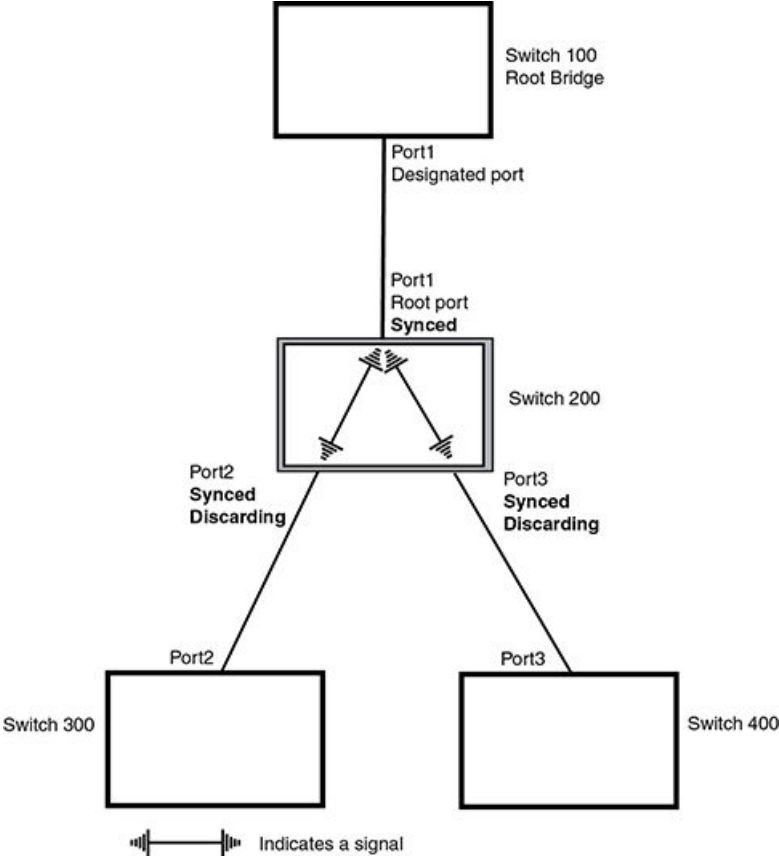 Switch 100
Root Bridge
Port1
Designated port
Port1
Root port
Synced
Switch 200
Port2
Synced
Discarding
Port3
Synced
Discarding
Port2
Port3
Switch 300
Switch 400
Indicates a signal